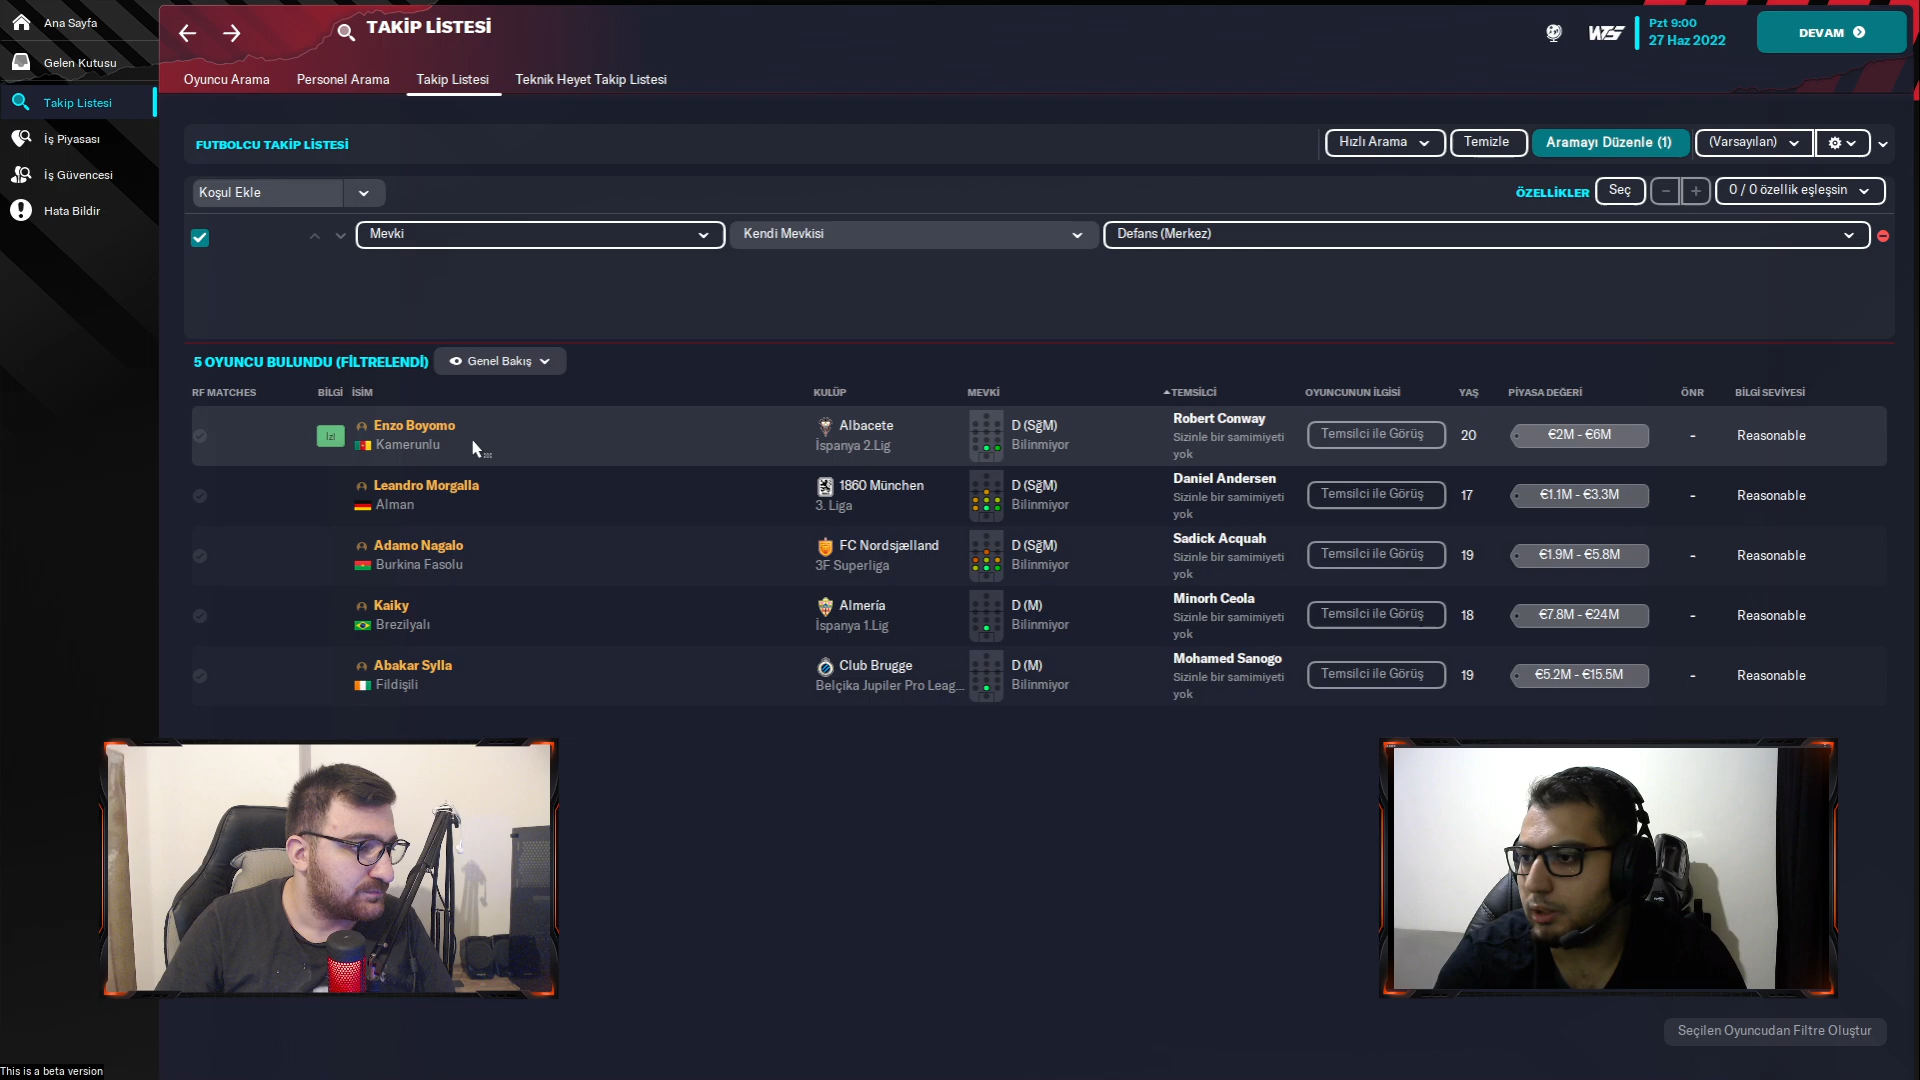 Ana Sayfa
Gelen Kutusu
Takip Listesi
İş Piyasası
İş Güvencesi
Hata Bildir
TAKİP LİSTESİ
Pzt 9:00
27 Haz 2022
DEVAM
Oyuncu Arama Personel Arama Takip Listesi Teknik Heyet Takip Listesi
FUTBOLCU TAKİP LİSTESİ
Hızlı Arama Temizle Aramayı Düzenle (1) (Varsayılan)
Koşul Ekle
ÖZELLİKLER Seç - + 0 / 0 özellik eşleşsin
Mevki Kendi Mevkisi Defans (Merkez)
5 OYUNCU BULUNDU (FİLTRELENDİ) Genel Bakış
RF MATCHES BİLGİ İSİM KULÜP MEVKİ TEMSİLCİ OYUNCUNUN İLGİSİ YAŞ PİYASA DEĞERİ ÖNR BİLGİ SEVİYESİ
İzl Enzo Boyomo Albacete D (SğM) Robert Conway Temsilci ile Görüş 20 €2M - €6M - Reasonable
Kamerunlu İspanya 2.Lig Bilinmiyor Sizinle bir samimiyeti yok
Leandro Morgalla 1860 München D (SğM) Daniel Andersen Temsilci ile Görüş 17 €1.1M - €3.3M - Reasonable
Alman 3. Liga Bilinmiyor Sizinle bir samimiyeti yok
Adamo Nagalo FC Nordsjælland D (SğM) Sadick Acquah Temsilci ile Görüş 19 €1.9M - €5.8M - Reasonable
Burkina Fasolu 3F Superliga Bilinmiyor Sizinle bir samimiyeti yok
Kaiky Almería D (M) Minorh Ceola Temsilci ile Görüş 18 €7.8M - €24M - Reasonable
Brezilyalı İspanya 1.Lig Bilinmiyor Sizinle bir samimiyeti yok
Abakar Sylla Club Brugge D (M) Mohamed Sanogo Temsilci ile Görüş 19 €5.2M - €15.5M - Reasonable
Fildişili Belçika Jupiler Pro Leag... Bilinmiyor Sizinle bir samimiyeti yok
Seçilen Oyuncudan Filtre Oluştur
This is a beta version